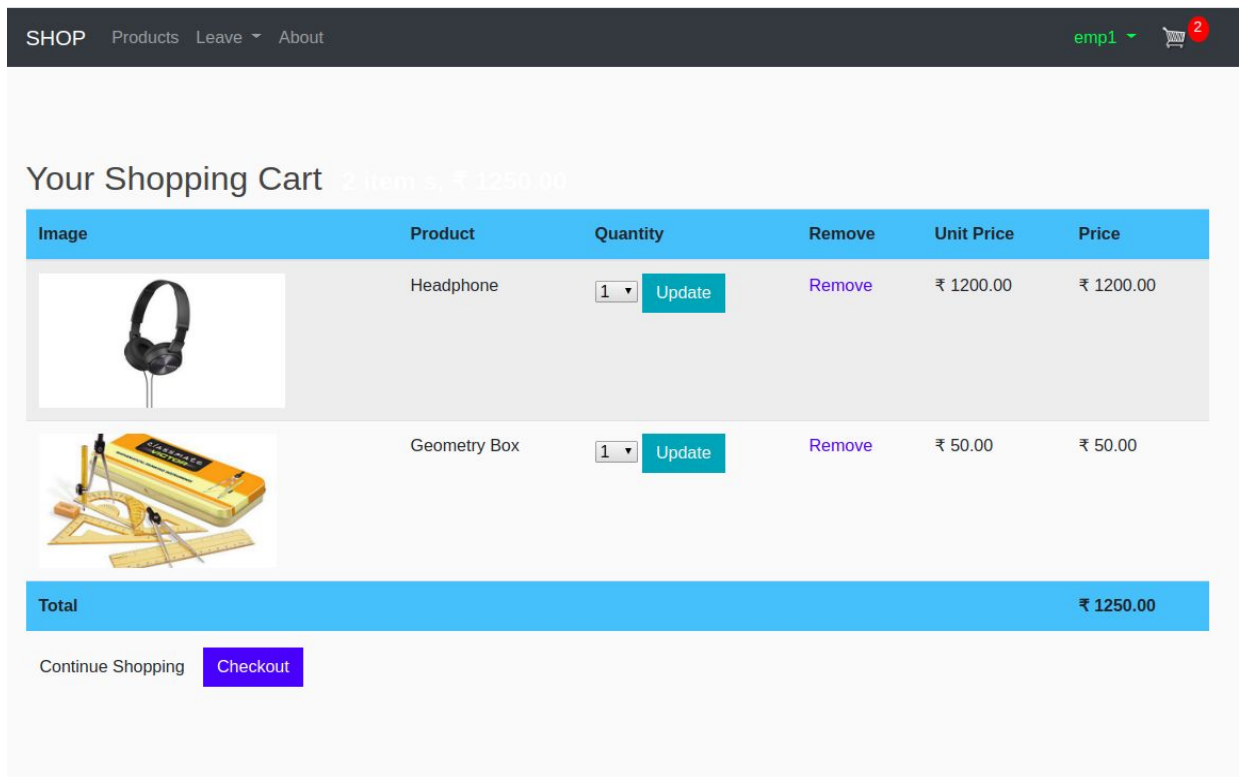 SHOP Products Leave About emp1 2
Your Shopping Cart 2 item s, ₹ 1250.00
Image Product Quantity Remove Unit Price Price
Headphone 1 Update Remove ₹ 1200.00 ₹ 1200.00
CLASSMATE
VICTOR
Geometry Box 1 Update Remove ₹ 50.00 ₹ 50.00
Total ₹ 1250.00
Continue Shopping Checkout